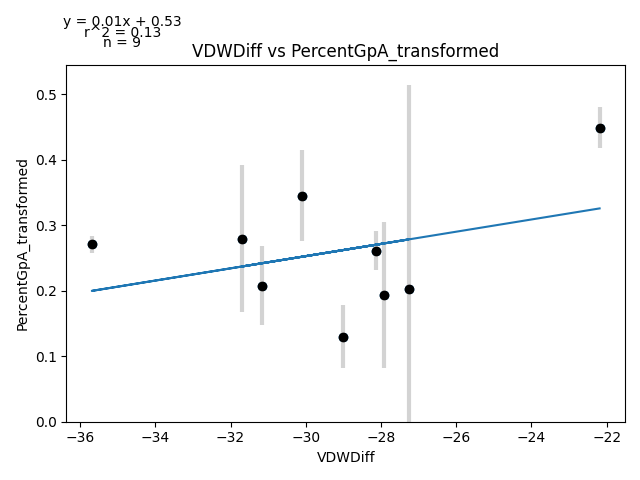 y = 0.01x + 0.53
r^2 = 0.13
n = 9
VDWDiff vs PercentGpA_transformed
PercentGpA_transformed
0.5
0.4
0.3
0.2
0.1
0.0
−36 −34 −32 −30 −28 −26 −24 −22
VDWDiff